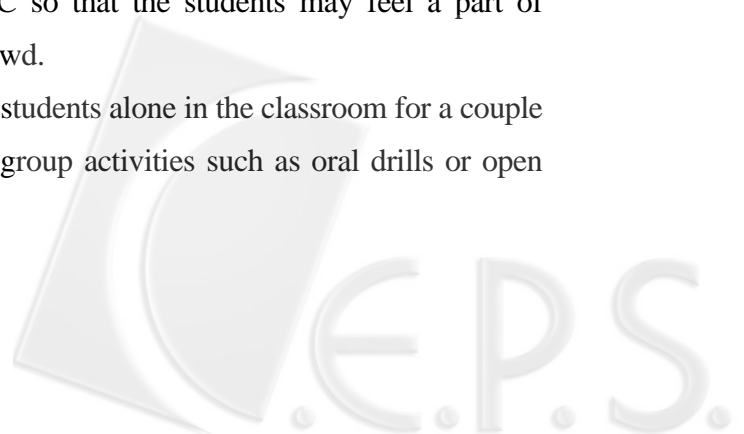 C so that the students may feel a part of
wd.
students alone in the classroom for a couple
group activities such as oral drills or open
C.E.P.S.